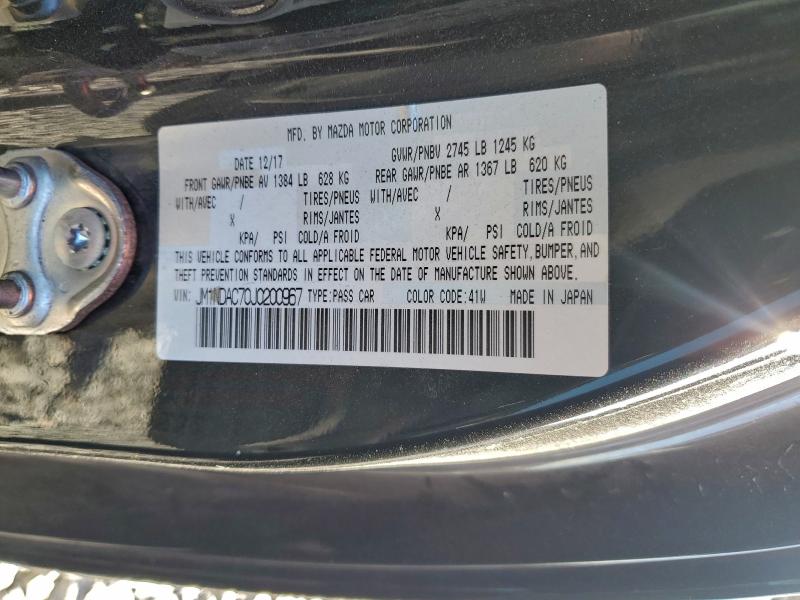 MFD. BY MAZDA MOTOR CORPORATION
DATE 12/17 GVWR/PNBV 2745 LB 1245 KG
FRONT GAWR/PNBE AV 1384 LB 628 KG REAR GAWR/PNBE AR 1367 LB 620 KG
WITH/AVEC / TIRES/PNEUS WITH/AVEC / TIRES/PNEUS
X RIMS/JANTES X RIMS/JANTES
KPA/ PSI COLD/A FROID KPA/ PSI COLD/A FROID
THIS VEHICLE CONFORMS TO ALL APPLICABLE FEDERAL MOTOR VEHICLE SAFETY, BUMPER, AND
THEFT PREVENTION STANDARDS IN EFFECT ON THE DATE OF MANUFACTURE SHOWN ABOVE.
VIN: JM1NDAC70J0200967 TYPE:PASS CAR COLOR CODE:41W MADE IN JAPAN